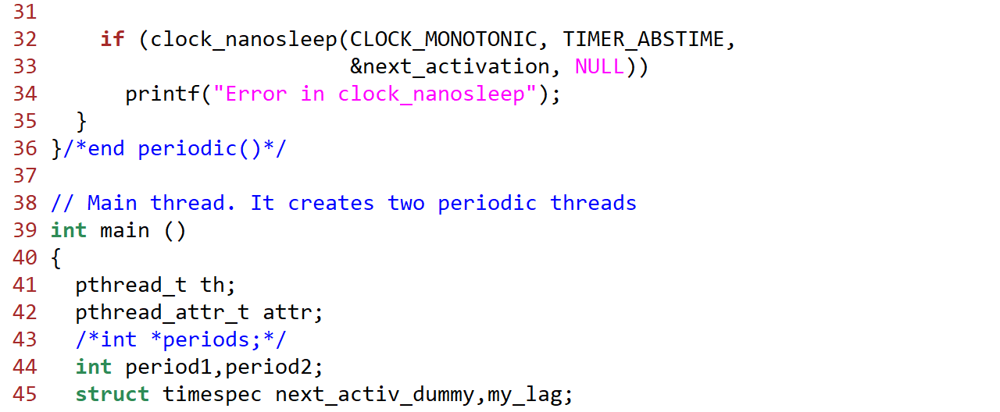 31
32     if (clock_nanosleep(CLOCK_MONOTONIC, TIMER_ABSTIME,
33                         &next_activation, NULL))
34       printf("Error in clock_nanosleep");
35   }
36 }/*end periodic()*/
37
38 // Main thread. It creates two periodic threads
39 int main ()
40 {
41   pthread_t th;
42   pthread_attr_t attr;
43   /*int *periods;*/
44   int period1,period2;
45   struct timespec next_activ_dummy,my_lag;